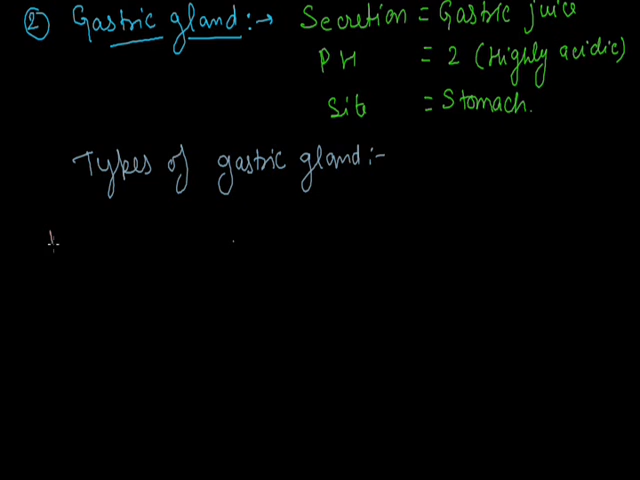 ② Gastric gland :→ Secretion = Gastric juice
PH = 2 (Highly acidic)
Site = Stomach.
Types of gastric gland :-